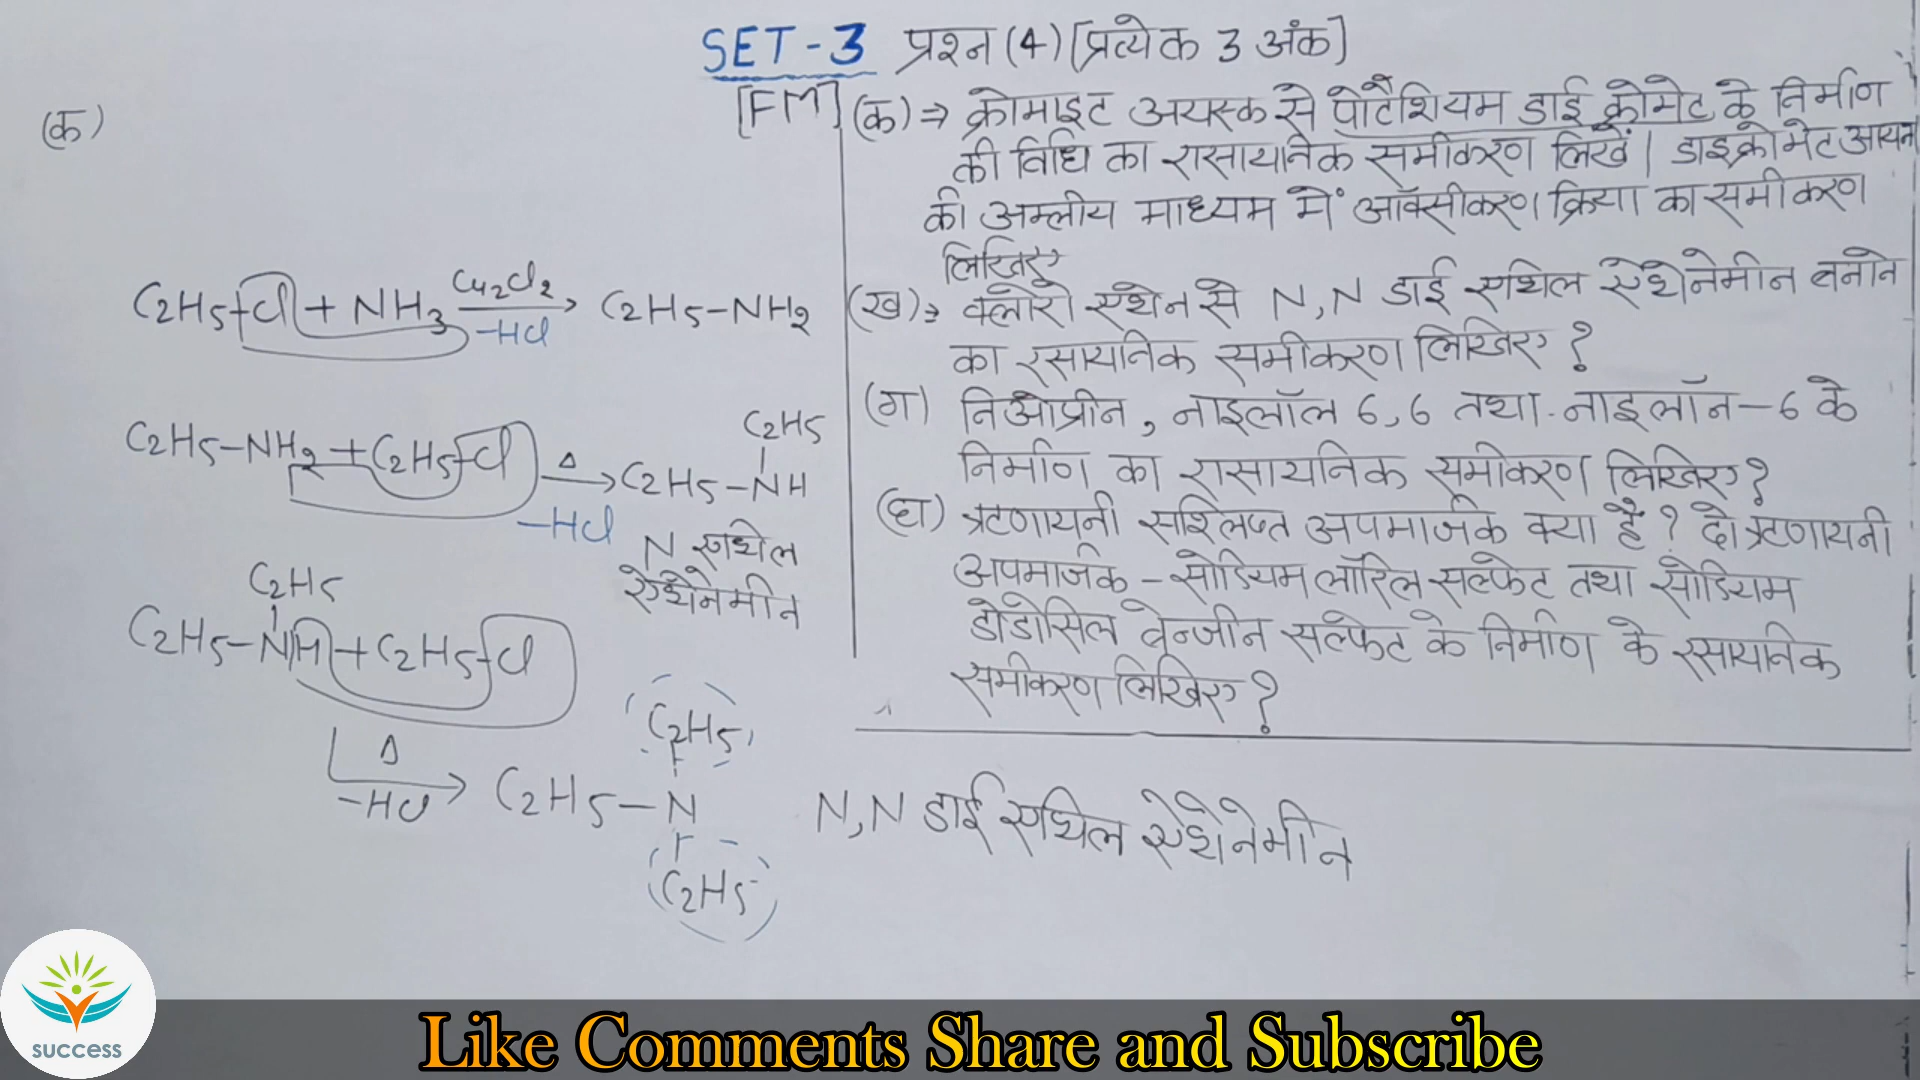 SET-3 प्रश्न (4) [प्रत्येक 3 अंक]
[FM] (क) ⇒ क्रोमाइट अयस्क से पोटैशियम डाई क्रोमेट के निर्माण
की विधि का रासायनिक समीकरण लिखें। डाइक्रोमेट आयन
की अम्लीय माध्यम में ऑक्सीकरण क्रिया का समीकरण
लिखिए
(ख) ⇒ क्लोरो एथेन से N,N डाई एथिल ऐथेनेमीन बनाने
का रसायनिक समीकरण लिखिए?
(ग) निओप्रीन, नाइलॉल 6,6 तथा नाइलॉन-6 के
निर्माण का रासायनिक समीकरण लिखिए?
(घ) ऋणायनी संश्लिष्त अपमार्जक क्या है? दो ऋणायनी
अपमार्जक - सोडियम लॉरिल सल्फेट तथा सोडियम
डोडोसिल बेन्जीन सल्फेट के निर्माण के रसायनिक
समीकरण लिखिए?
(क)
C2H5-Cl + NH3 Cu2Cl2 → C2H5-NH2
-HCl
C2H5
C2H5-NH2 + C2H5-Cl Δ → C2H5-NH
-HCl
N एथिल
ऐथेनेमीन
C2H5
C2H5-NH + C2H5-Cl
C2H5
Δ
-HCl → C2H5-N N,N डाई एथिल ऐथेनेमीन
C2H5
success
Like Comments Share and Subscribe